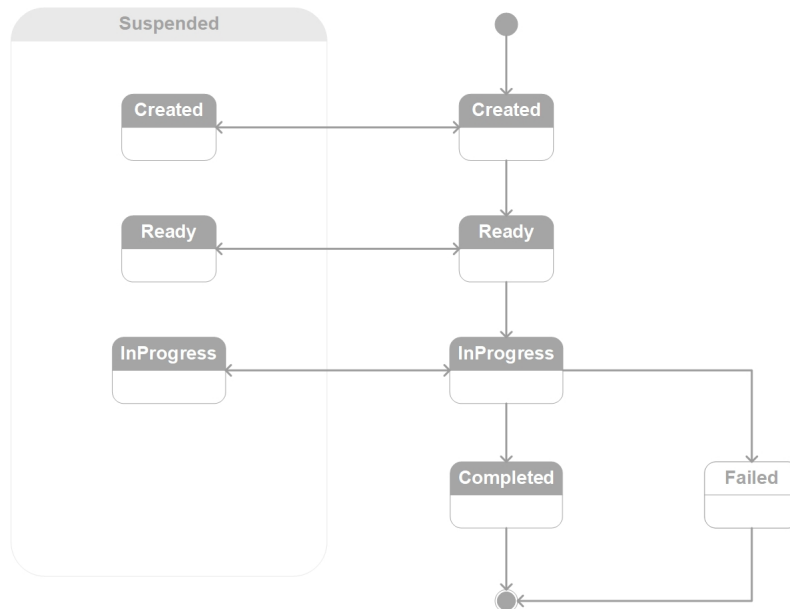 Suspended
Created
Created
Ready
Ready
InProgress
InProgress
Completed
Failed